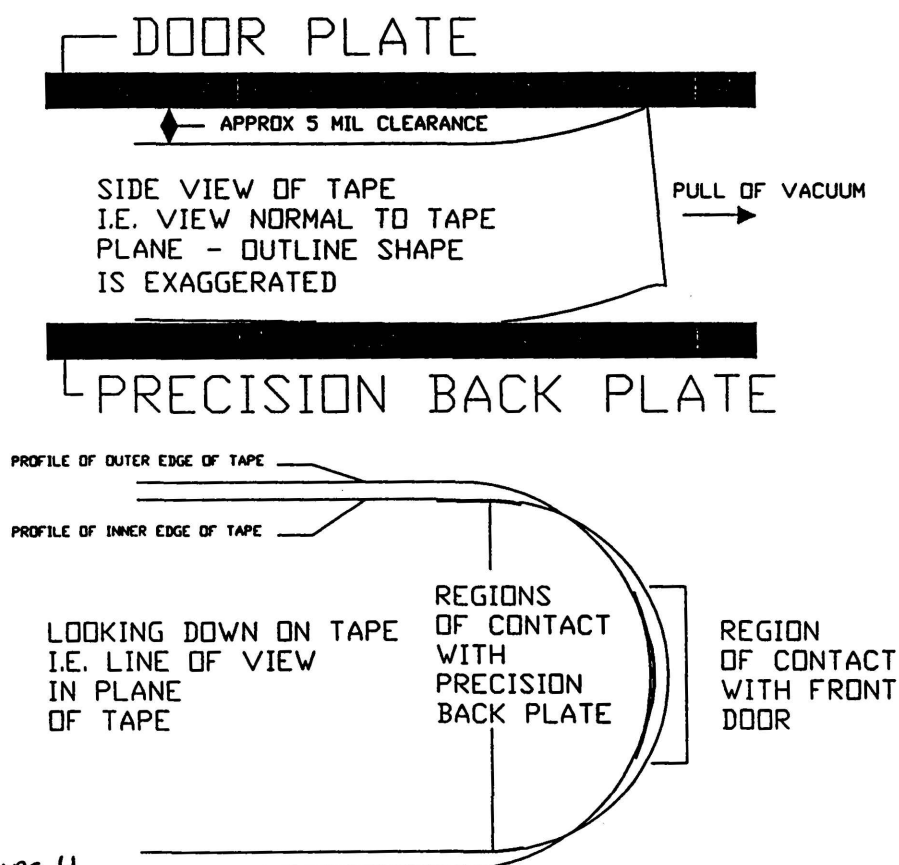 DOOR PLATE
APPROX 5 MIL CLEARANCE
SIDE VIEW OF TAPE
I.E. VIEW NORMAL TO TAPE
PLANE - OUTLINE SHAPE
IS EXAGGERATED
PULL OF VACUUM
PRECISION BACK PLATE
PROFILE OF OUTER EDGE OF TAPE
PROFILE OF INNER EDGE OF TAPE
LOOKING DOWN ON TAPE
I.E. LINE OF VIEW
IN PLANE
OF TAPE
REGIONS
OF CONTACT
WITH
PRECISION
BACK PLATE
REGION
OF CONTACT
WITH FRONT
DOOR